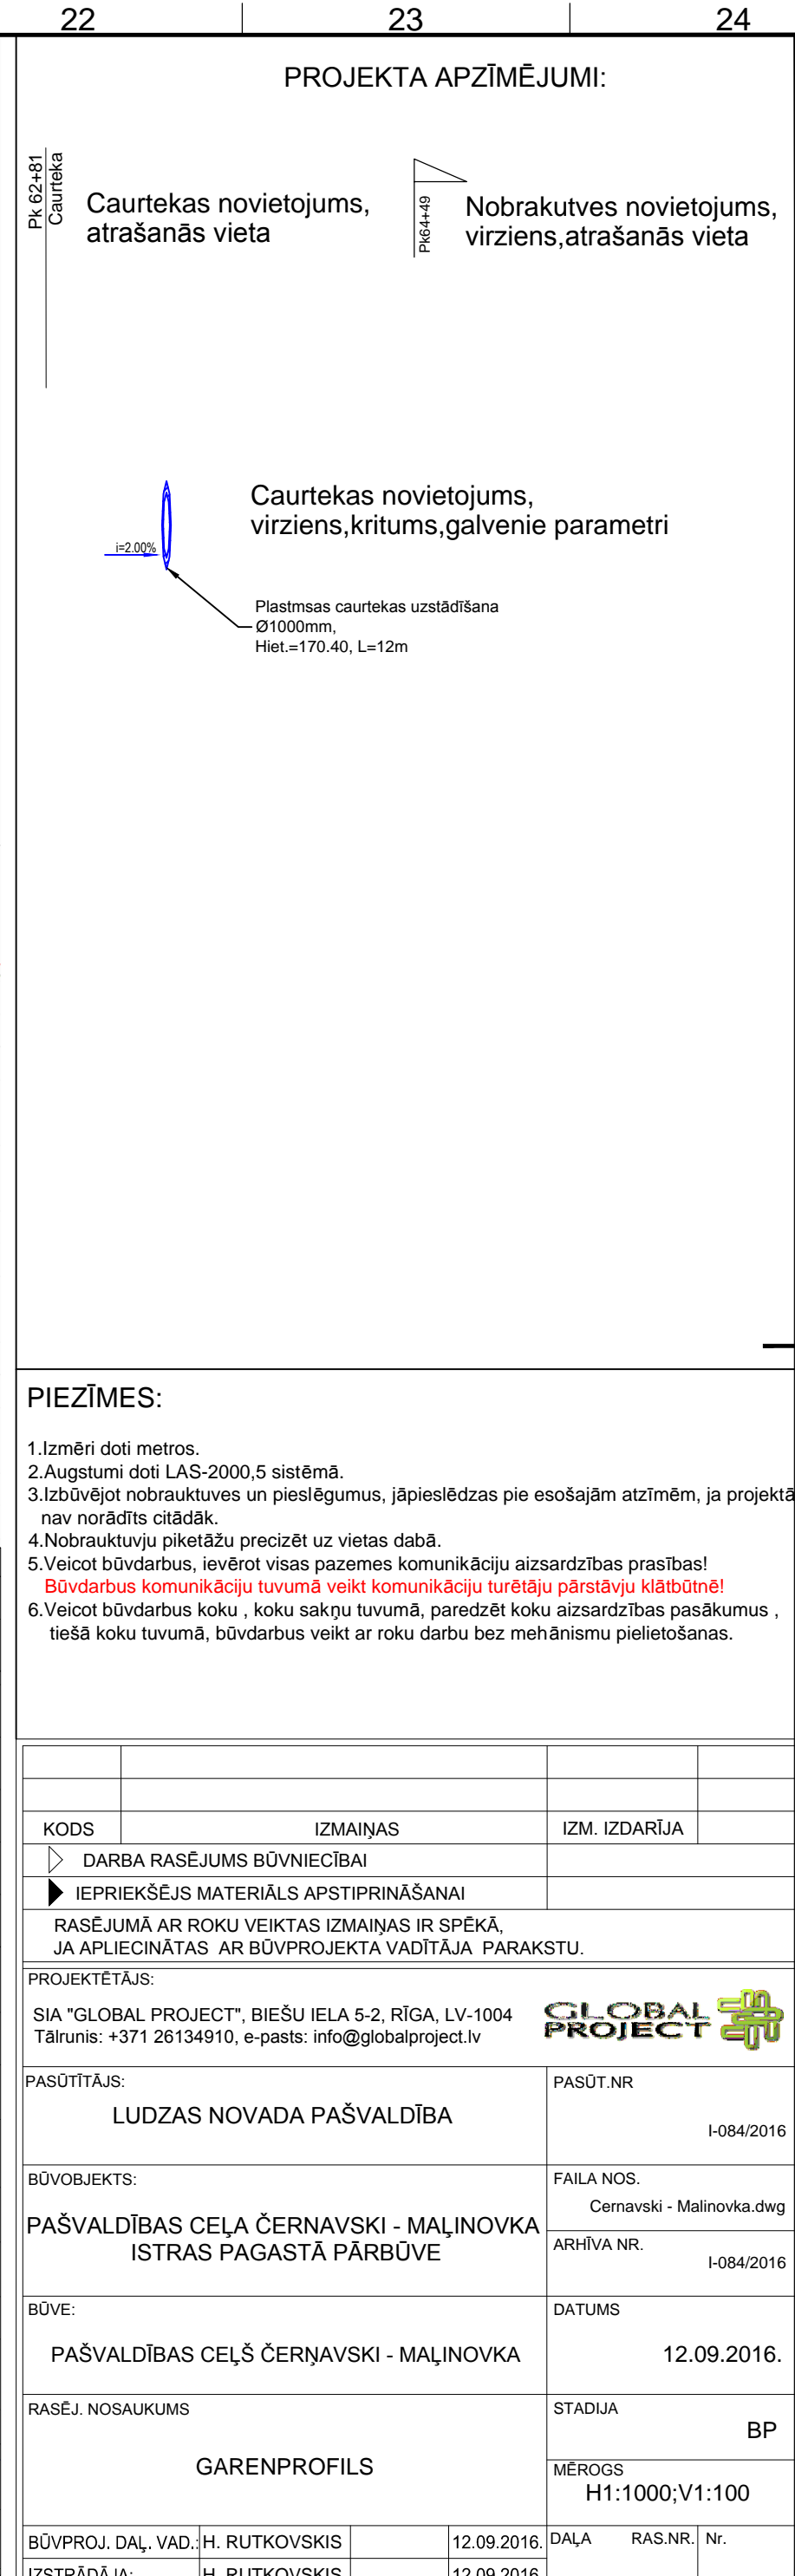 22
23
24
PROJEKTA APZĪMĒJUMI:
Pk 62+81
Caurteka
Caurtekas novietojums,
atrašanās vieta
Pk64+49
Nobrakutves novietojums,
virziens,atrašanās vieta
i=2.00%
Caurtekas novietojums,
virziens,kritums,galvenie parametri
Plastmsas caurtekas uzstādīšana
Ø1000mm,
Hiet.=170.40, L=12m
PIEZĪMES:
1.Izmēri doti metros.
2.Augstumi doti LAS-2000,5 sistēmā.
3.Izbūvējot nobrauktuves un pieslēgumus, jāpieslēdzas pie esošajām atzīmēm, ja projektā
nav norādīts citādāk.
4.Nobrauktuvju piketāžu precizēt uz vietas dabā.
5.Veicot būvdarbus, ievērot visas pazemes komunikāciju aizsardzības prasības!
Būvdarbus komunikāciju tuvumā veikt komunikāciju turētāju pārstāvju klātbūtnē!
6.Veicot būvdarbus koku , koku sakņu tuvumā, paredzēt koku aizsardzības pasākumus ,
tiešā koku tuvumā, būvdarbus veikt ar roku darbu bez mehānismu pielietošanas.
KODS IZMAIŅAS IZM. IZDARĪJA
DARBA RASĒJUMS BŪVNIECĪBAI
IEPRIEKŠĒJS MATERIĀLS APSTIPRINĀŠANAI
RASĒJUMĀ AR ROKU VEIKTAS IZMAIŅAS IR SPĒKĀ,
JA APLIECINĀTAS AR BŪVPROJEKTA VADĪTĀJA PARAKSTU.
PROJEKTĒTĀJS:
SIA "GLOBAL PROJECT", BIEŠU IELA 5-2, RĪGA, LV-1004
Tālrunis: +371 26134910, e-pasts: info@globalproject.lv
GLOBAL
PROJECT
PASŪTĪTĀJS:
LUDZAS NOVADA PAŠVALDĪBA
PASŪT.NR
I-084/2016
BŪVOBJEKTS:
PAŠVALDĪBAS CEĻA ČERNAVSKI - MAĻINOVKA
ISTRAS PAGASTĀ PĀRBŪVE
FAILA NOS.
Cernavski - Malinovka.dwg
ARHĪVA NR.
I-084/2016
BŪVE:
PAŠVALDĪBAS CEĻŠ ČERŅAVSKI - MAĻINOVKA
DATUMS
12.09.2016.
RASĒJ. NOSAUKUMS
GARENPROFILS
STADIJA
BP
MĒROGS
H1:1000;V1:100
BŪVPROJ. DAĻ. VAD.: H. RUTKOVSKIS 12.09.2016. DAĻA RAS.NR. Nr.
IZSTRĀDĀJA: H. RUTKOVSKIS 12.09.2016